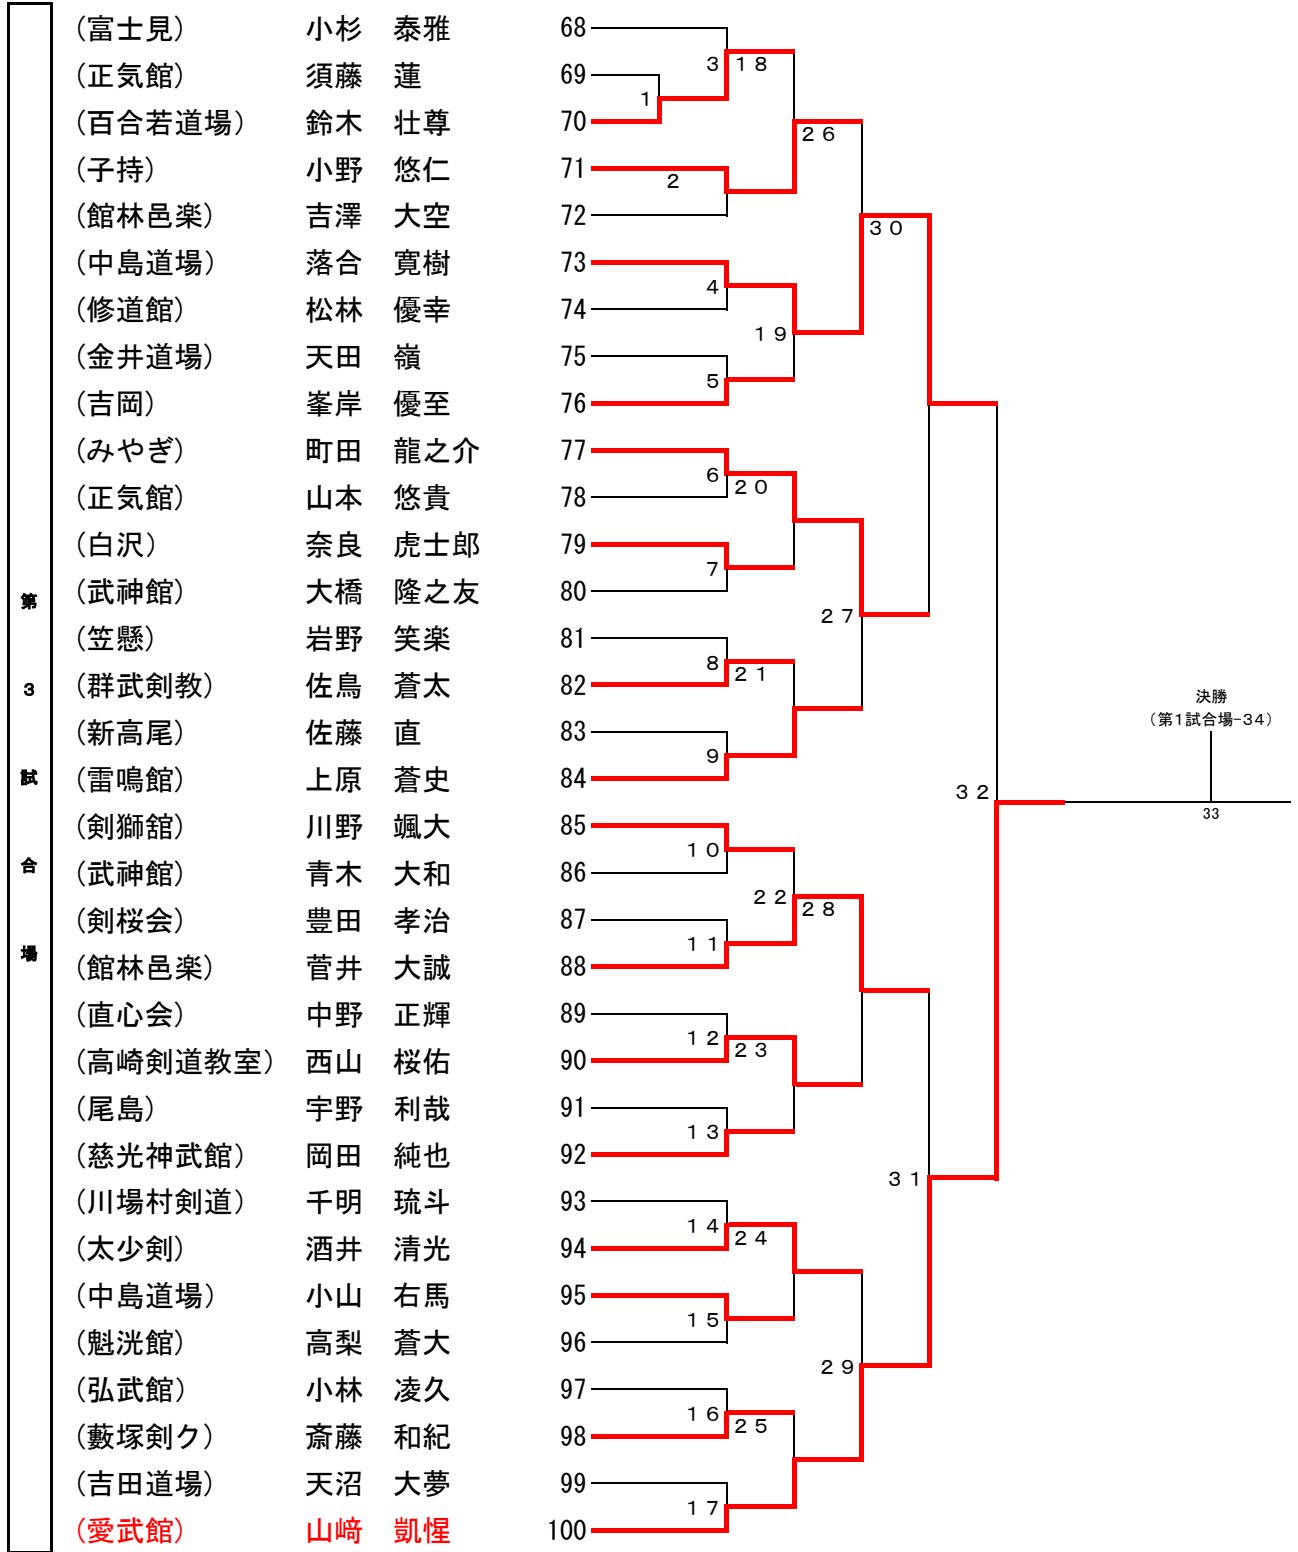 第3試合場
(富士見) 小杉 泰雅 68
(正気館) 須藤 蓮 69
(百合若道場) 鈴木 壮尊 70
(子持) 小野 悠仁 71
(館林邑楽) 吉澤 大空 72
(中島道場) 落合 寛樹 73
(修道館) 松林 優幸 74
(金井道場) 天田 嶺 75
(吉岡) 峯岸 優至 76
(みやぎ) 町田 龍之介 77
(正気館) 山本 悠貴 78
(白沢) 奈良 虎士郎 79
(武神館) 大橋 隆之友 80
(笠懸) 岩野 笑楽 81
(群武剣教) 佐鳥 蒼太 82
(新高尾) 佐藤 直 83
(雷鳴館) 上原 蒼史 84
(剣獅舘) 川野 颯大 85
(武神館) 青木 大和 86
(剣桜会) 豊田 孝治 87
(館林邑楽) 菅井 大誠 88
(直心会) 中野 正輝 89
(高崎剣道教室) 西山 桜佑 90
(尾島) 宇野 利哉 91
(慈光神武館) 岡田 純也 92
(川場村剣道) 千明 琉斗 93
(太少剣) 酒井 清光 94
(中島道場) 小山 右馬 95
(魁洸館) 高梨 蒼大 96
(弘武館) 小林 凌久 97
(藪塚剣ク) 斎藤 和紀 98
(吉田道場) 天沼 大夢 99
(愛武館) 山﨑 凱惺 100
1
2
3
4
5
6
7
8
9
10
11
12
13
14
15
16
17
18
19
20
21
22
23
24
25
26
27
28
29
30
31
32
決勝
(第1試合場-34)
33